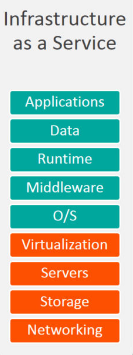 Infrastructure
as a Service
Applications
Data
Runtime
Middleware
O/S
Virtualization
Servers
Storage
Networking